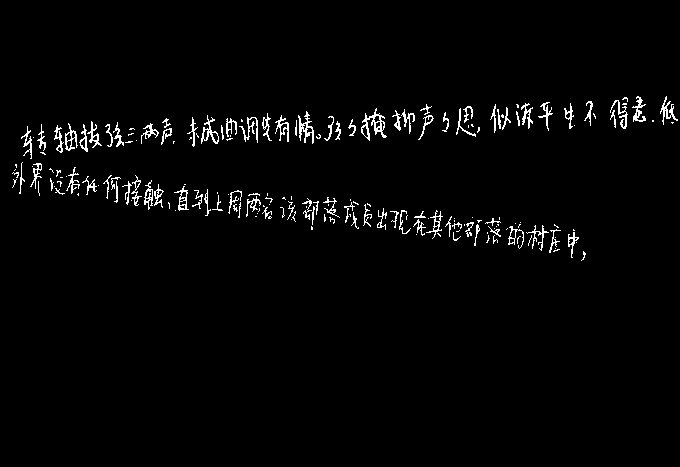 转轴拨弦三两声,未成曲调先有情。弦弦掩抑声声思,似诉平生不得意.低
外界没有任何接触,直到上周两名该部落成员出现在其他部落的村庄中,